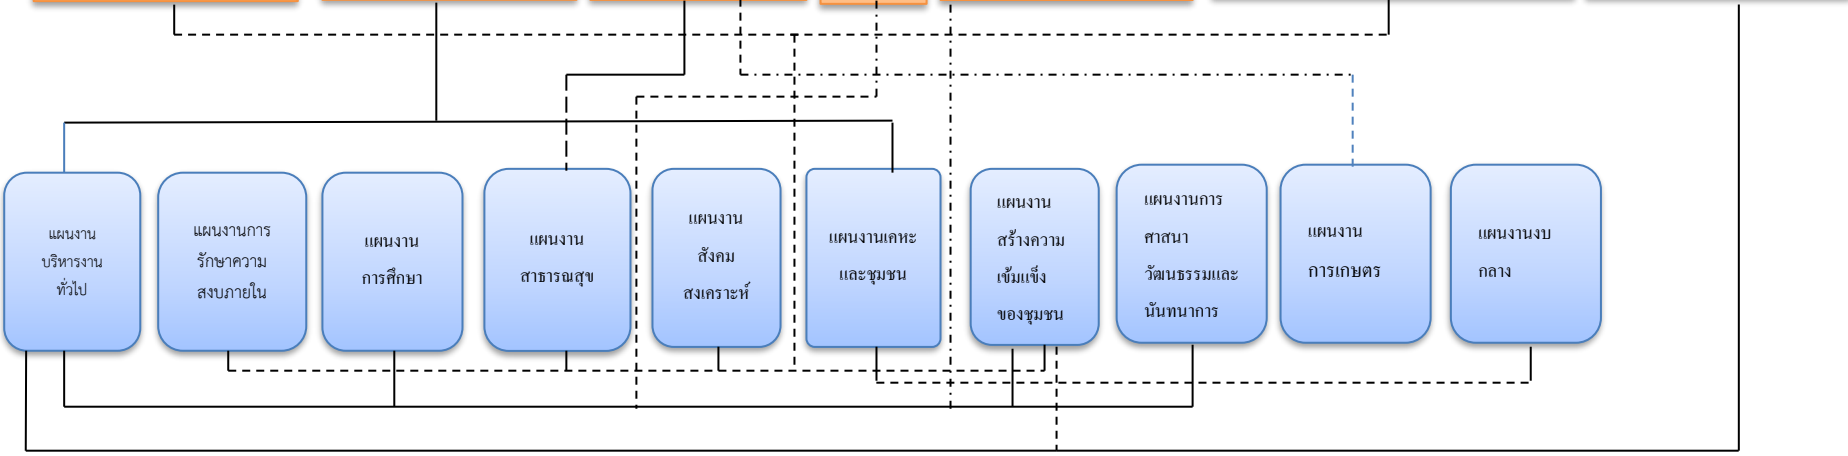 แผนงาน
บริหารงาน
ทั่วไป
แผนงานการ
รักษาความ
สงบภายใน
แผนงาน
การศึกษา
แผนงาน
สาธารณสุข
แผนงาน
สังคม
สงเคราะห์
แผนงานเคหะ
และชุมชน
แผนงาน
สร้างความ
เข้มแข็ง
ของชุมชน
แผนงานการ
ศาสนา
วัฒนธรรมและ
นันทนาการ
แผนงาน
การเกษตร
แผนงานงบ
กลาง